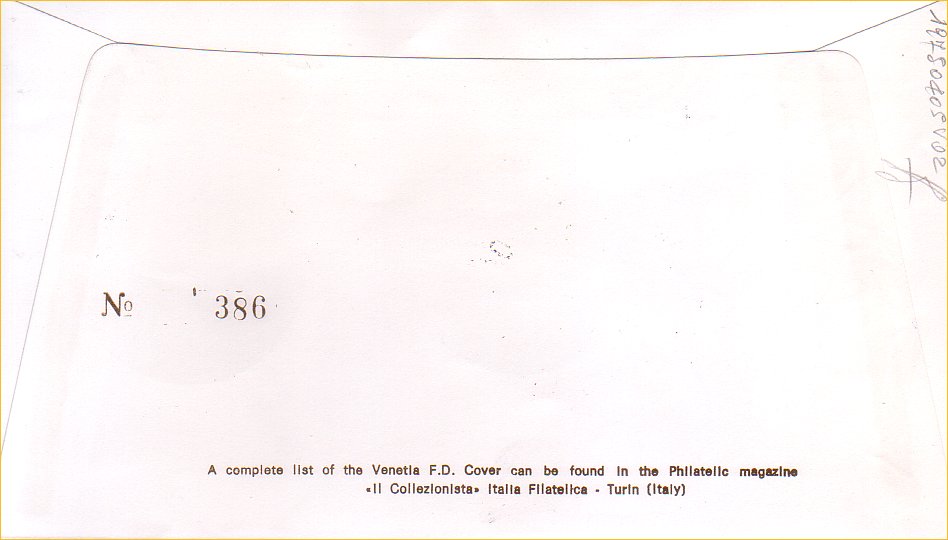 Nº 386
A complete list of the Venetia F.D. Cover can be found in the Philatelic magazine
«Il Collezionista» Italia Filatelica - Turin (Italy)